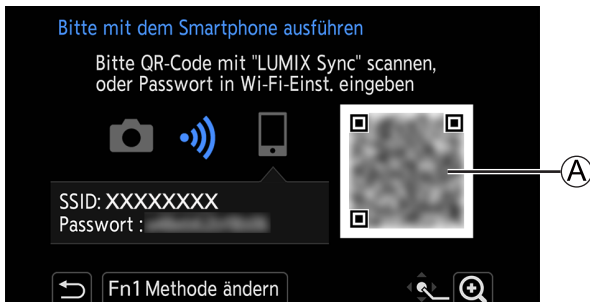 Bitte mit dem Smartphone ausführen
Bitte QR-Code mit "LUMIX Sync" scannen,
oder Passwort in Wi-Fi-Einst. eingeben
A
SSID: XXXXXXXX
Passwort :
Fn1 Methode ändern